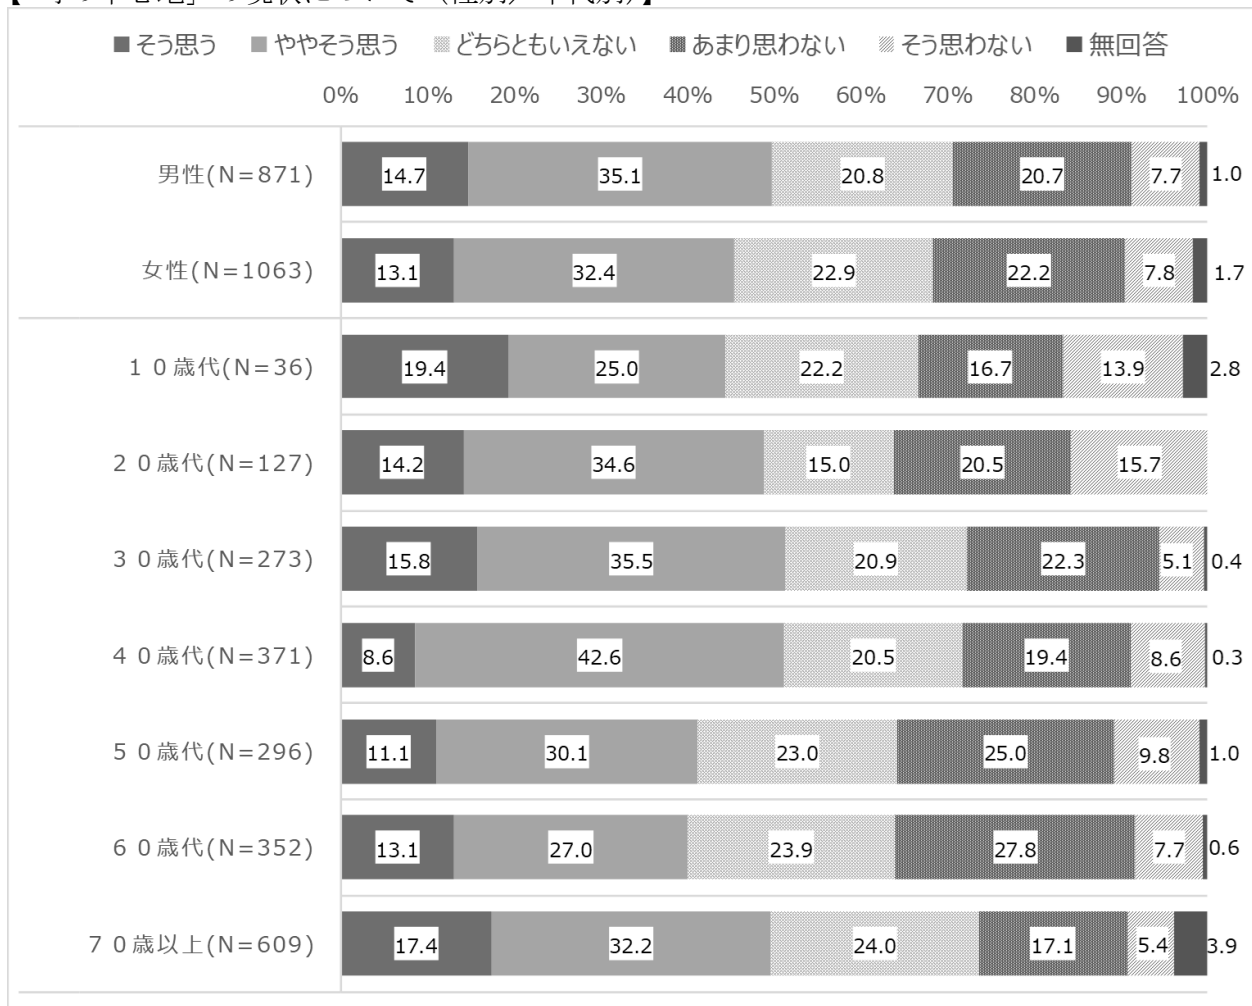 ■そう思う ■ややそう思う どちらともいえない ■あまり思わない そう思わない ■無回答
0% 10% 20% 30% 40% 50% 60% 70% 80% 90% 100%
男性(N=871) 14.7 35.1 20.8 20.7 7.7 1.0
女性(N=1063) 13.1 32.4 22.9 22.2 7.8 1.7
１０歳代(N=36) 19.4 25.0 22.2 16.7 13.9 2.8
２０歳代(N=127) 14.2 34.6 15.0 20.5 15.7
３０歳代(N=273) 15.8 35.5 20.9 22.3 5.1 0.4
４０歳代(N=371) 8.6 42.6 20.5 19.4 8.6 0.3
５０歳代(N=296) 11.1 30.1 23.0 25.0 9.8 1.0
６０歳代(N=352) 13.1 27.0 23.9 27.8 7.7 0.6
７０歳以上(N=609) 17.4 32.2 24.0 17.1 5.4 3.9